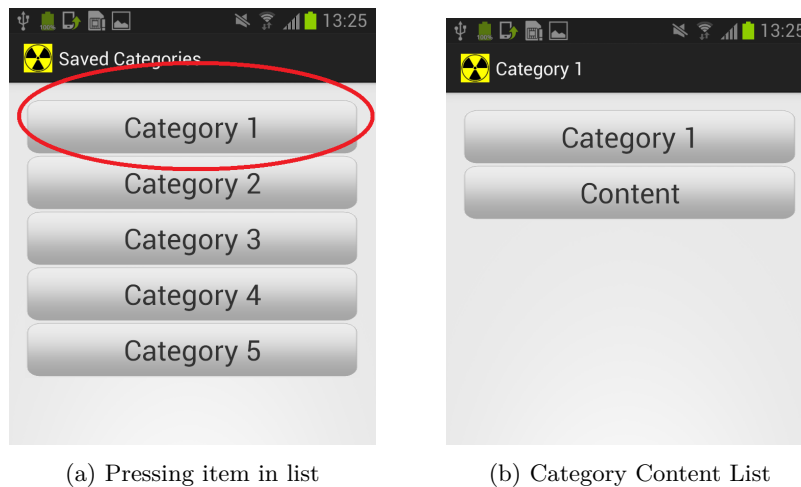 13:25
Saved Categories
Category 1
Category 2
Category 3
Category 4
Category 5
(a) Pressing item in list
13:25
Category 1
Category 1
Content
(b) Category Content List